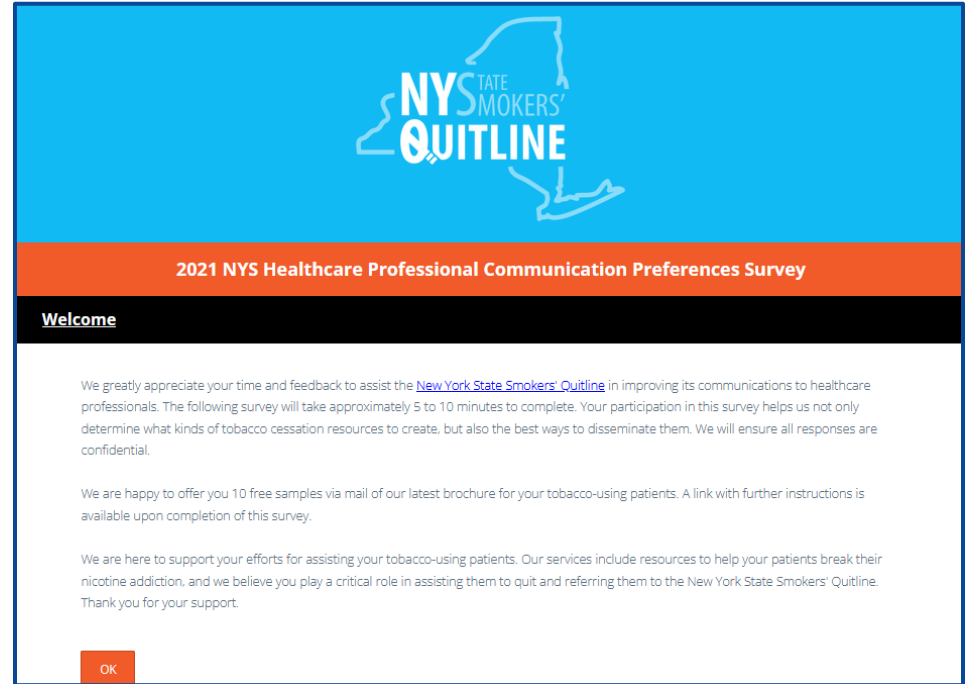 NYSTATE
SMOKERS'
QUITLINE
2021 NYS Healthcare Professional Communication Preferences Survey
Welcome
We greatly appreciate your time and feedback to assist the New York State Smokers' Quitline in improving its communications to healthcare
professionals. The following survey will take approximately 5 to 10 minutes to complete. Your participation in this survey helps us not only
determine what kinds of tobacco cessation resources to create, but also the best ways to disseminate them. We will ensure all responses are
confidential.
We are happy to offer you 10 free samples via mail of our latest brochure for your tobacco-using patients. A link with further instructions is
available upon completion of this survey.
We are here to support your efforts for assisting your tobacco-using patients. Our services include resources to help your patients break their
nicotine addiction, and we believe you play a critical role in assisting them to quit and referring them to the New York State Smokers' Quitline.
Thank you for your support.
OK